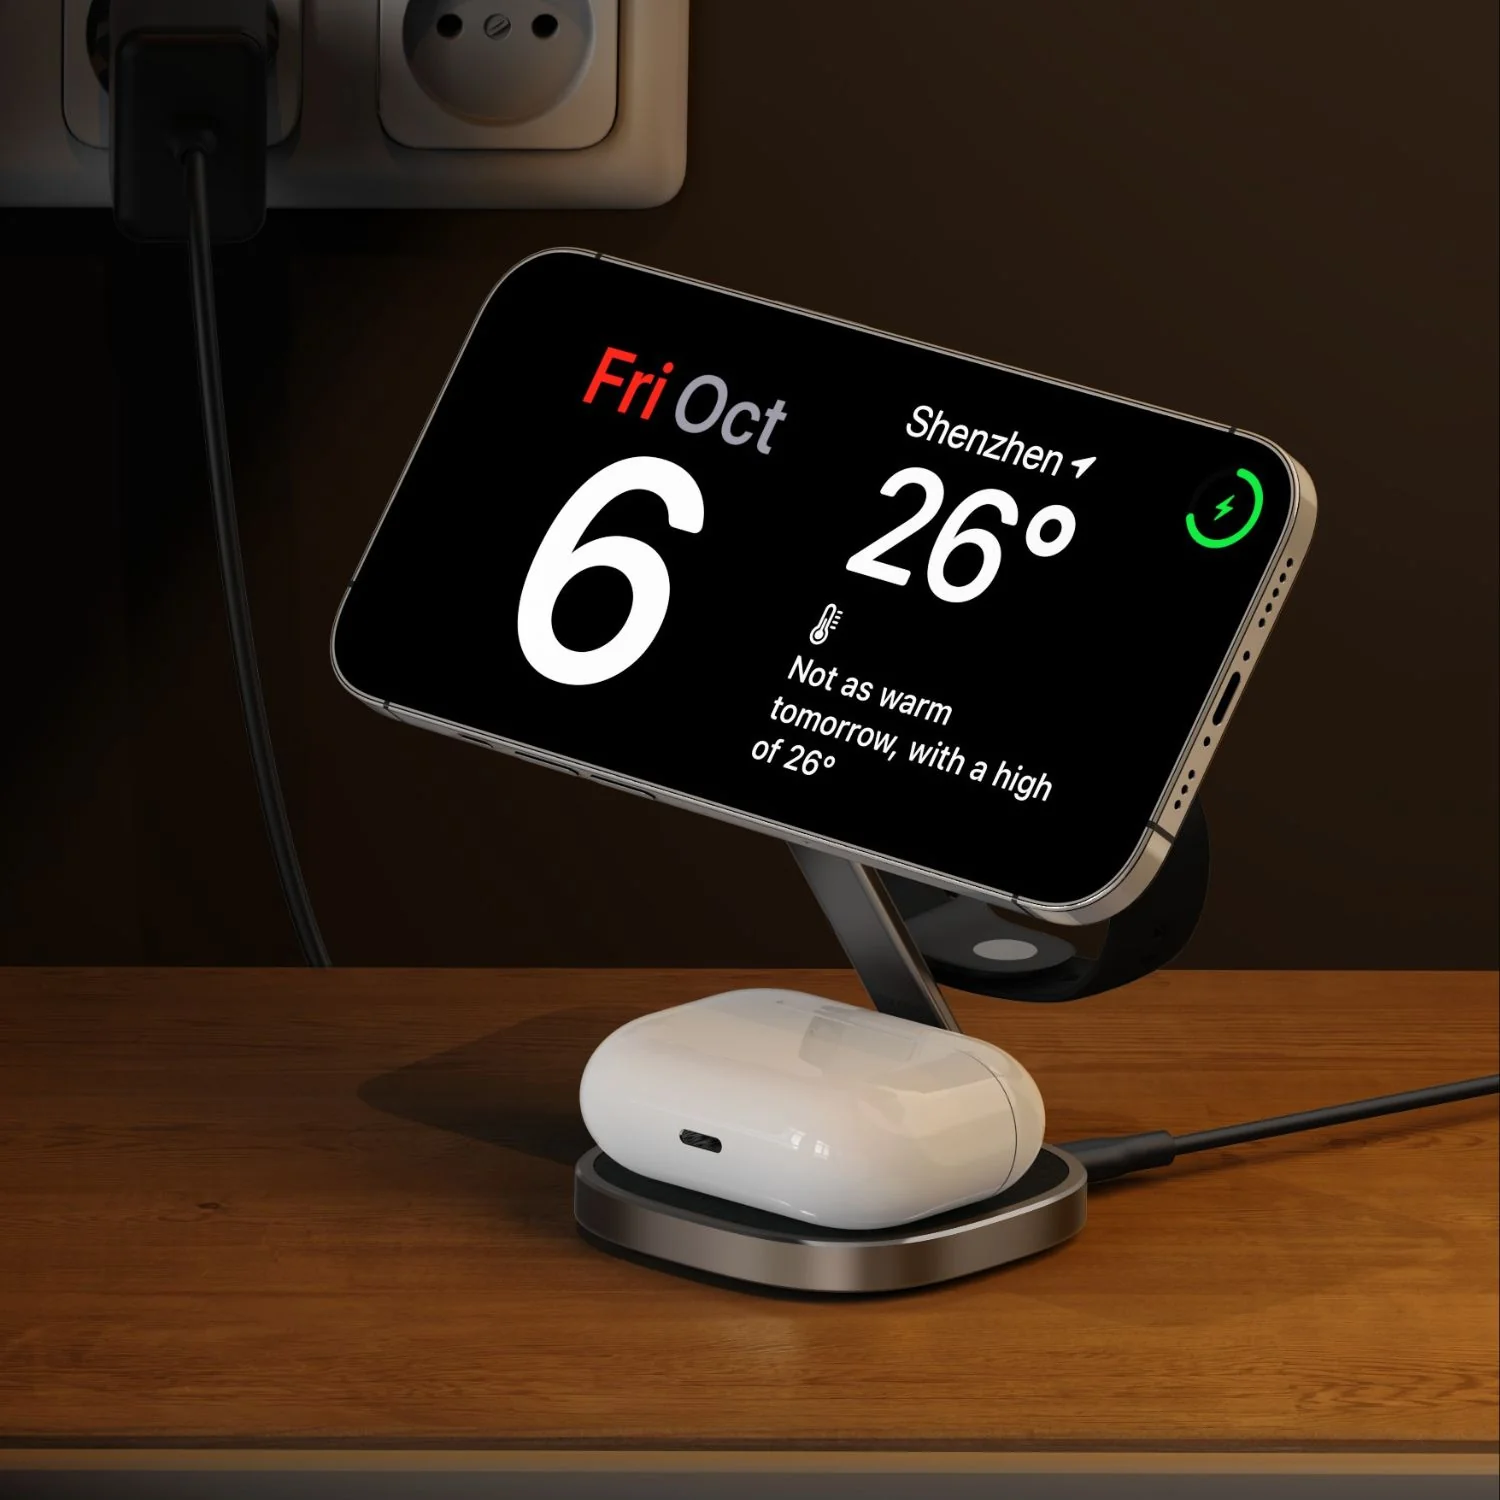 Fri Oct
6
Shenzhen
26°
Not as warm
tomorrow, with a high
of 26°